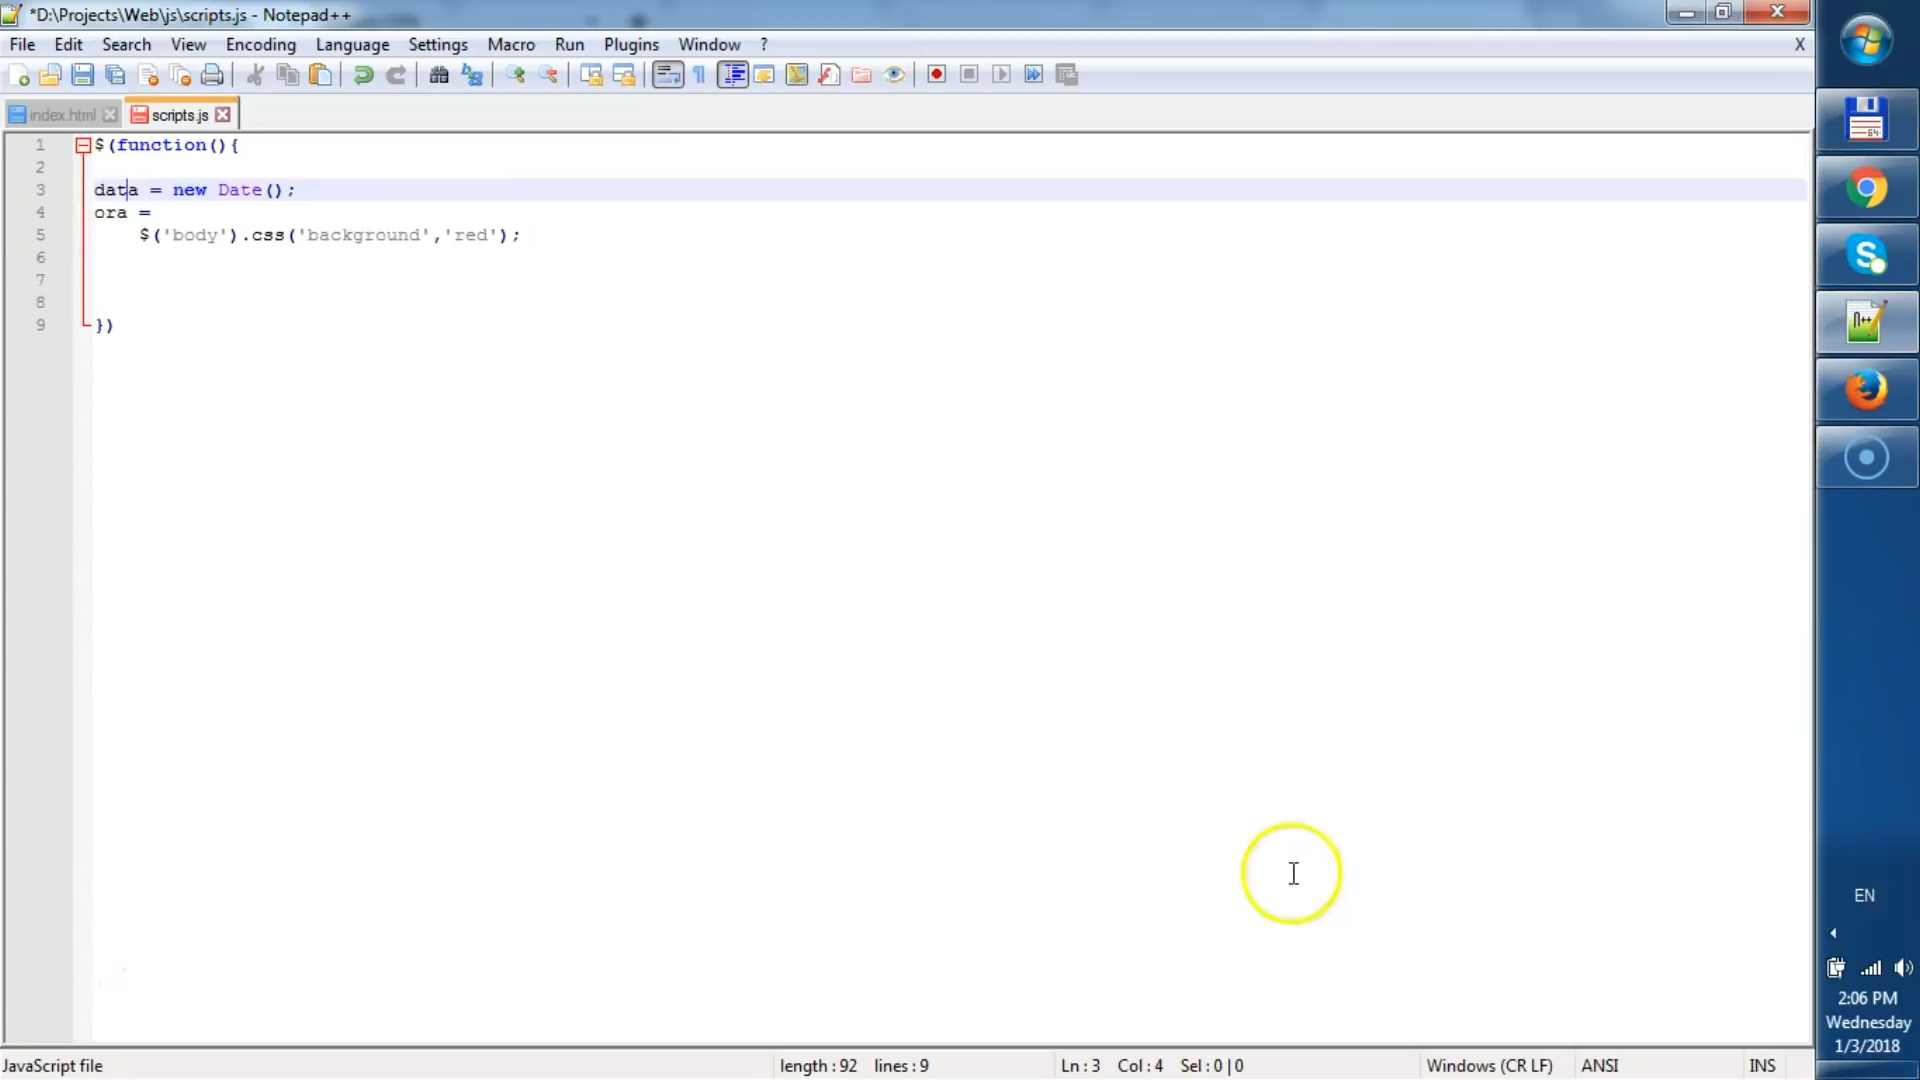 *D:\Projects\Web\js\scripts.js - Notepad++
File Edit Search View Encoding Language Settings Macro Run Plugins Window ? X
index.html scripts.js
1 $(function(){
2
3 data = new Date();
4 ora =
5 $('body').css('background','red');
6
7
8
9 })
EN
2:06 PM
Wednesday
1/3/2018
JavaScript file length : 92 lines : 9 Ln : 3 Col : 4 Sel : 0 | 0 Windows (CR LF) ANSI INS